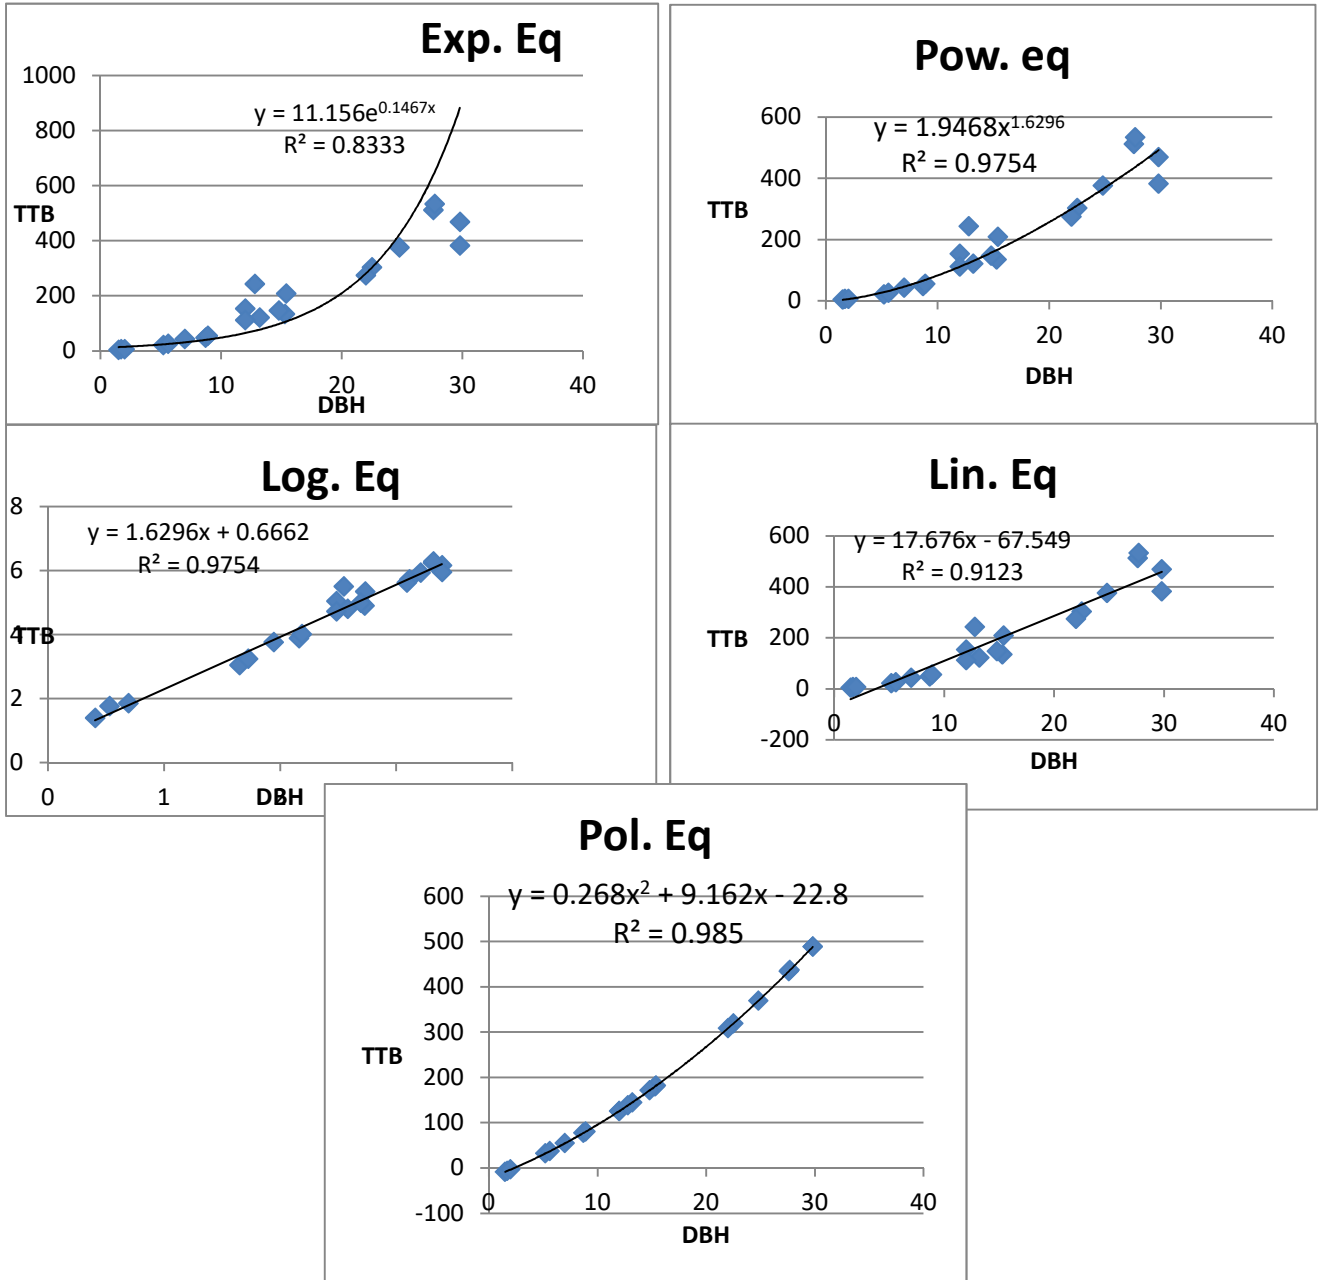 Exp. Eq
y = 11.156e^0.1467x
R² = 0.8333
1000
800
600
400
200
0
TTB
0 10 20 30 40
DBH
Pow. eq
y = 1.9468x^1.6296
R² = 0.9754
600
400
200
0
TTB
0 10 20 30 40
DBH
Log. Eq
y = 1.6296x + 0.6662
R² = 0.9754
8
6
4
2
0
TTB
0 1 2
DBH
Lin. Eq
y = 17.676x - 67.549
R² = 0.9123
600
400
200
0
-200
TTB
0 10 20 30 40
DBH
Pol. Eq
y = 0.268x² + 9.162x - 22.8
R² = 0.985
600
500
400
300
200
100
0
-100
TTB
0 10 20 30 40
DBH